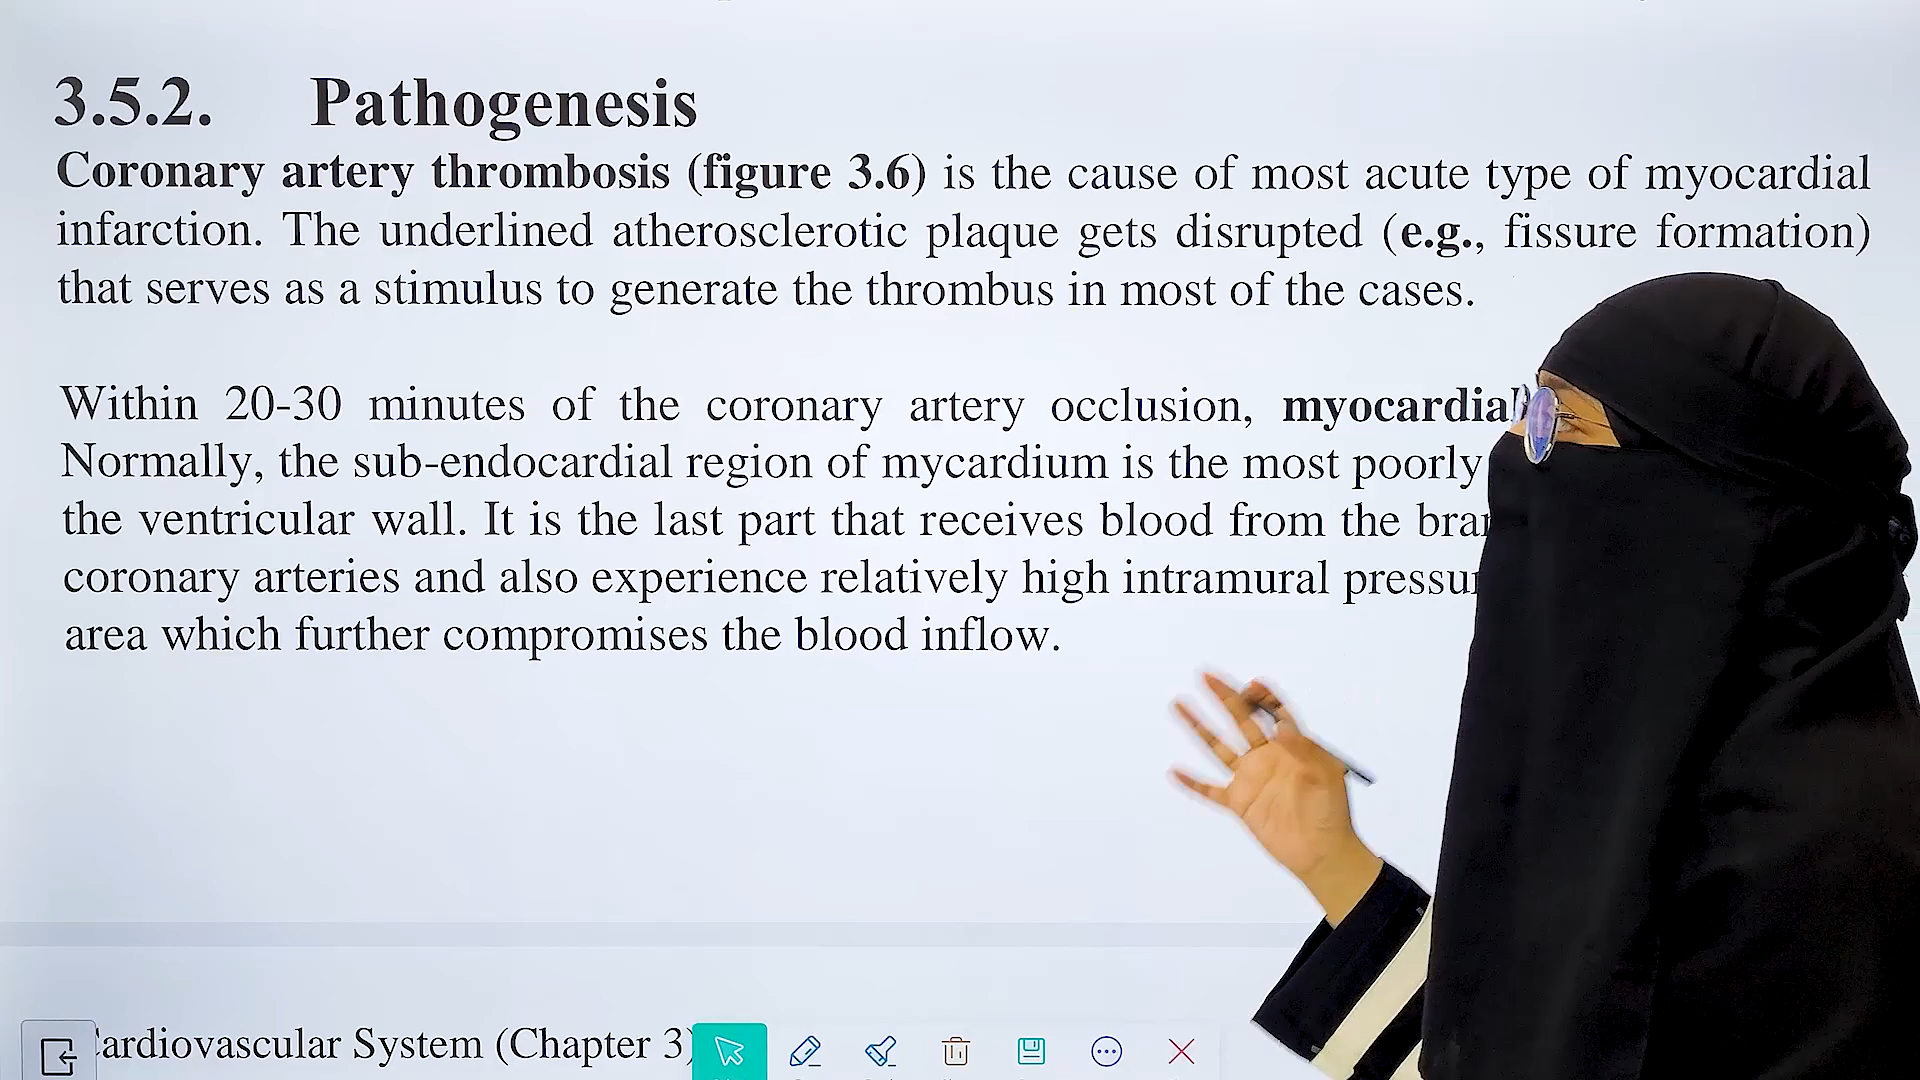 3.5.2. Pathogenesis
Coronary artery thrombosis (figure 3.6) is the cause of most acute type of myocardial
infarction. The underlined atherosclerotic plaque gets disrupted (e.g., fissure formation)
that serves as a stimulus to generate the thrombus in most of the cases.
Within 20-30 minutes of the coronary artery occlusion, myocardial
Normally, the sub-endocardial region of mycardium is the most poorly
the ventricular wall. It is the last part that receives blood from the
coronary arteries and also experience relatively high intramural
area which further compromises the blood inflow.
Cardiovascular System (Chapter 3)